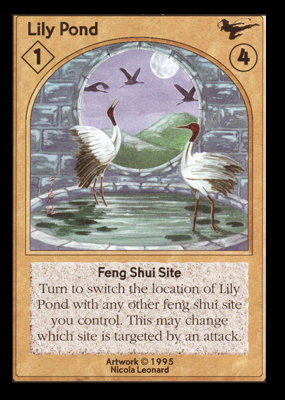 Lily Pond
1
4
Feng Shui Site
Turn to switch the location of Lily
Pond with any other feng shui site
you control. This may change
which site is targeted by an attack.
Artwork © 1995
Nicola Leonard